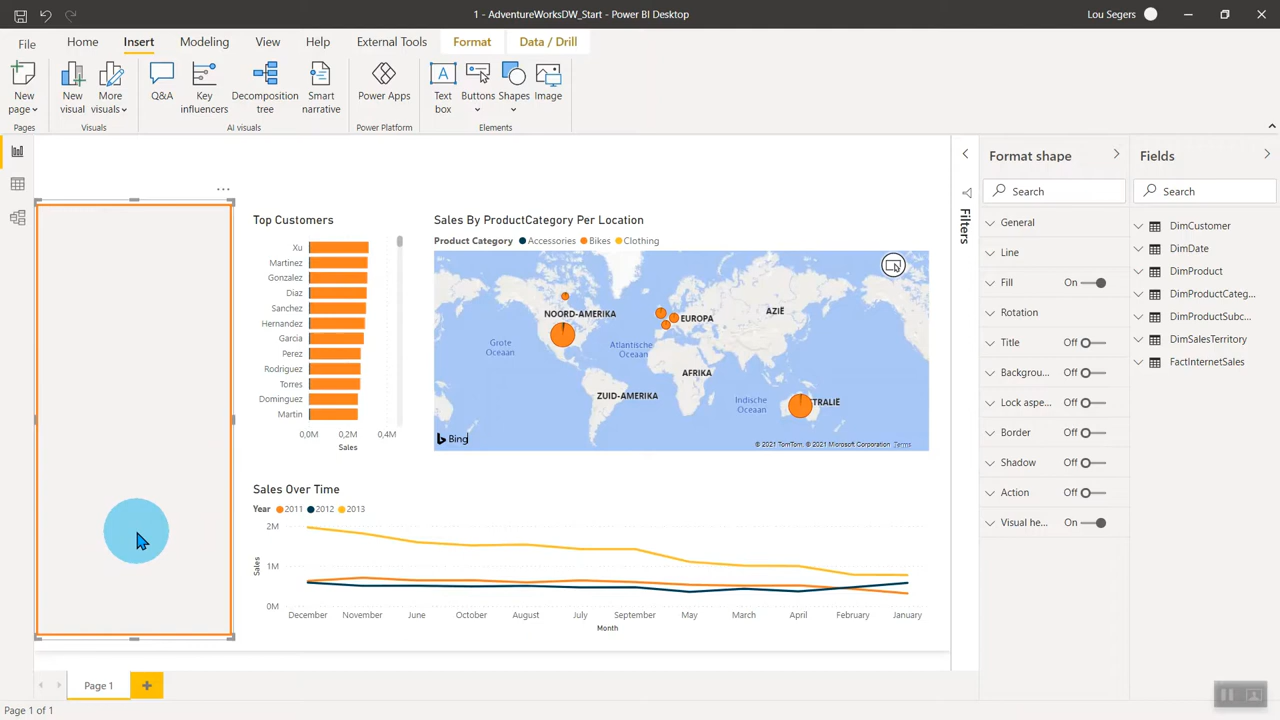 1 - AdventureWorksDW_Start - Power BI Desktop
Lou Segers
File Home Insert Modeling View Help External Tools Format Data / Drill
New page
New visual
More visuals
Q&A
Key influencers
Decomposition tree
Smart narrative
Power Apps
Text box
Buttons
Shapes
Image
Pages
Visuals
AI visuals
Power Platform
Elements
Top Customers
Xu
Martinez
Gonzalez
Diaz
Sanchez
Hernandez
Garcia
Perez
Rodriguez
Torres
Dominguez
Martin
0,0M 0,2M 0,4M
Sales
Sales By ProductCategory Per Location
Product Category Accessories Bikes Clothing
NOORD-AMERIKA
EUROPA
AZIË
Grote Oceaan
Atlantische Oceaan
AFRIKA
ZUID-AMERIKA
Indische Oceaan
TRALIË
Bing
© 2021 TomTom, © 2021 Microsoft Corporation Terms
Sales Over Time
Year 2011 2012 2013
2M
1M
0M
Sales
December November June October August July September May March April February January
Month
Filters
Format shape
Search
General
Line
Fill On
Rotation
Title Off
Backgrou... Off
Lock aspe... Off
Border Off
Shadow Off
Action Off
Visual he... On
Fields
Search
DimCustomer
DimDate
DimProduct
DimProductCateg...
DimProductSubc...
DimSalesTerritory
FactInternetSales
Page 1
Page 1 of 1